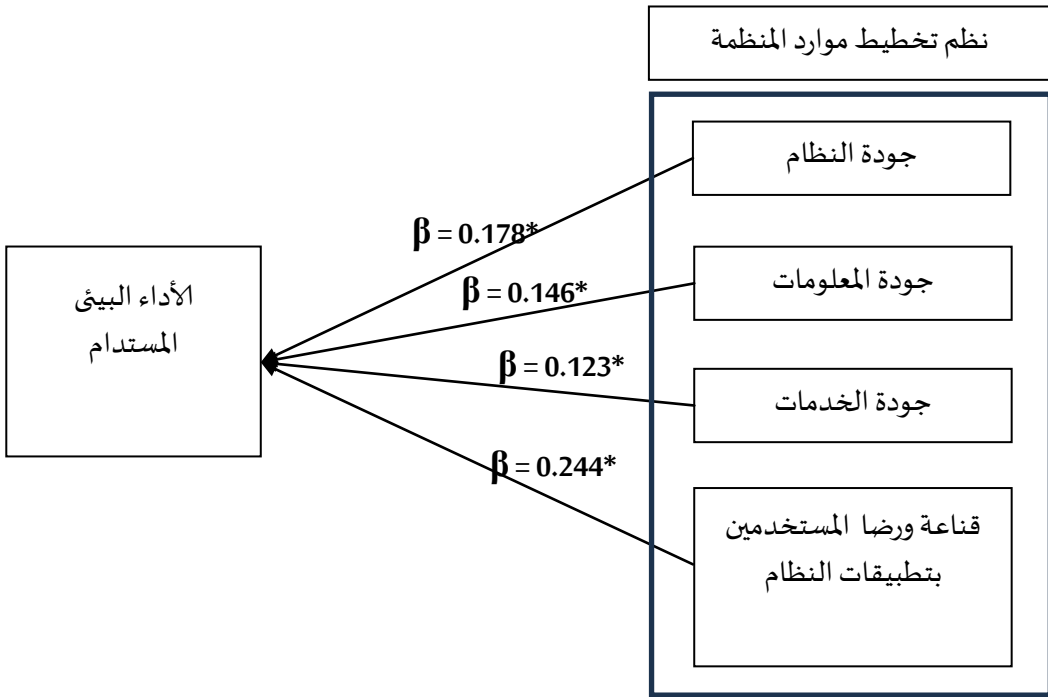 نظم تخطيط موارد المنظمة
جودة النظام
β = 0.178*
جودة المعلومات
β = 0.146*
الأداء البيئى
المستدام
β = 0.123*
جودة الخدمات
β = 0.244*
قناعة ورضا المستخدمين
بتطبيقات النظام